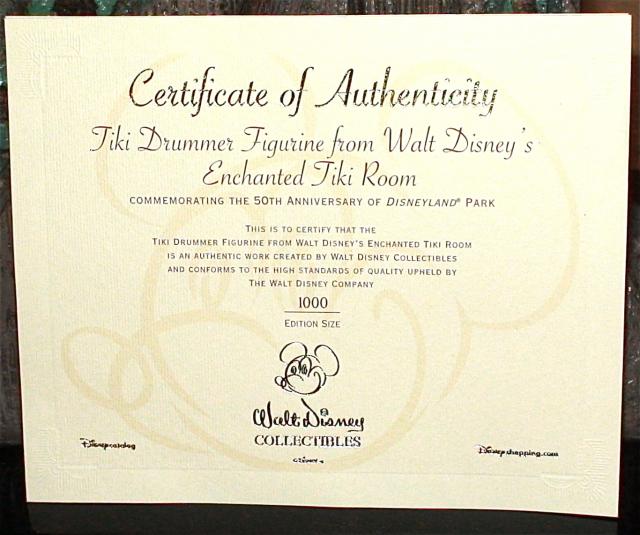 Certificate of Authenticity
Tiki Drummer Figurine from Walt Disney's
Enchanted Tiki Room
COMMEMORATING THE 50TH ANNIVERSARY OF DISNEYLAND® PARK
THIS IS TO CERTIFY THAT THE
TIKI DRUMMER FIGURINE FROM WALT DISNEY'S ENCHANTED TIKI ROOM
IS AN AUTHENTIC WORK CREATED BY WALT DISNEY COLLECTIBLES
AND CONFORMS TO THE HIGH STANDARDS OF QUALITY UPHELD BY
THE WALT DISNEY COMPANY
1000
EDITION SIZE
Walt Disney
COLLECTIBLES
Disneycatalog
Disneyshopping.com
©DISNEY